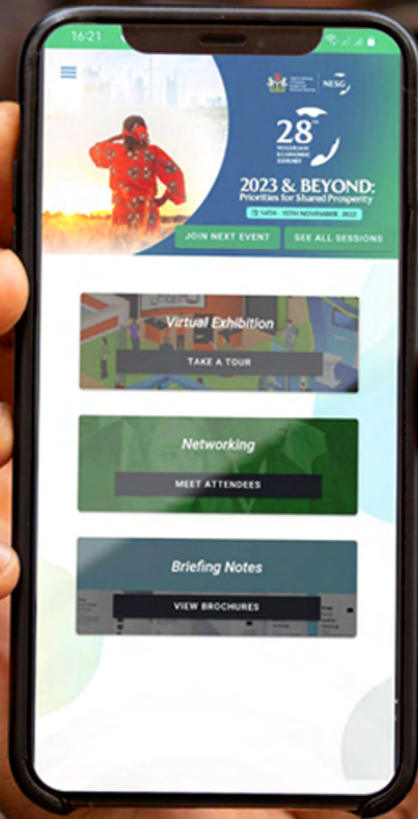 16:21
NESG
28TH
NIGERIAN
ECONOMIC
SUMMIT
2023 & BEYOND:
Priorities for Shared Prosperity
14TH - 15TH NOVEMBER, 2022
JOIN NEXT EVENT
SEE ALL SESSIONS
Virtual Exhibition
TAKE A TOUR
Networking
MEET ATTENDEES
Briefing Notes
VIEW BROCHURES